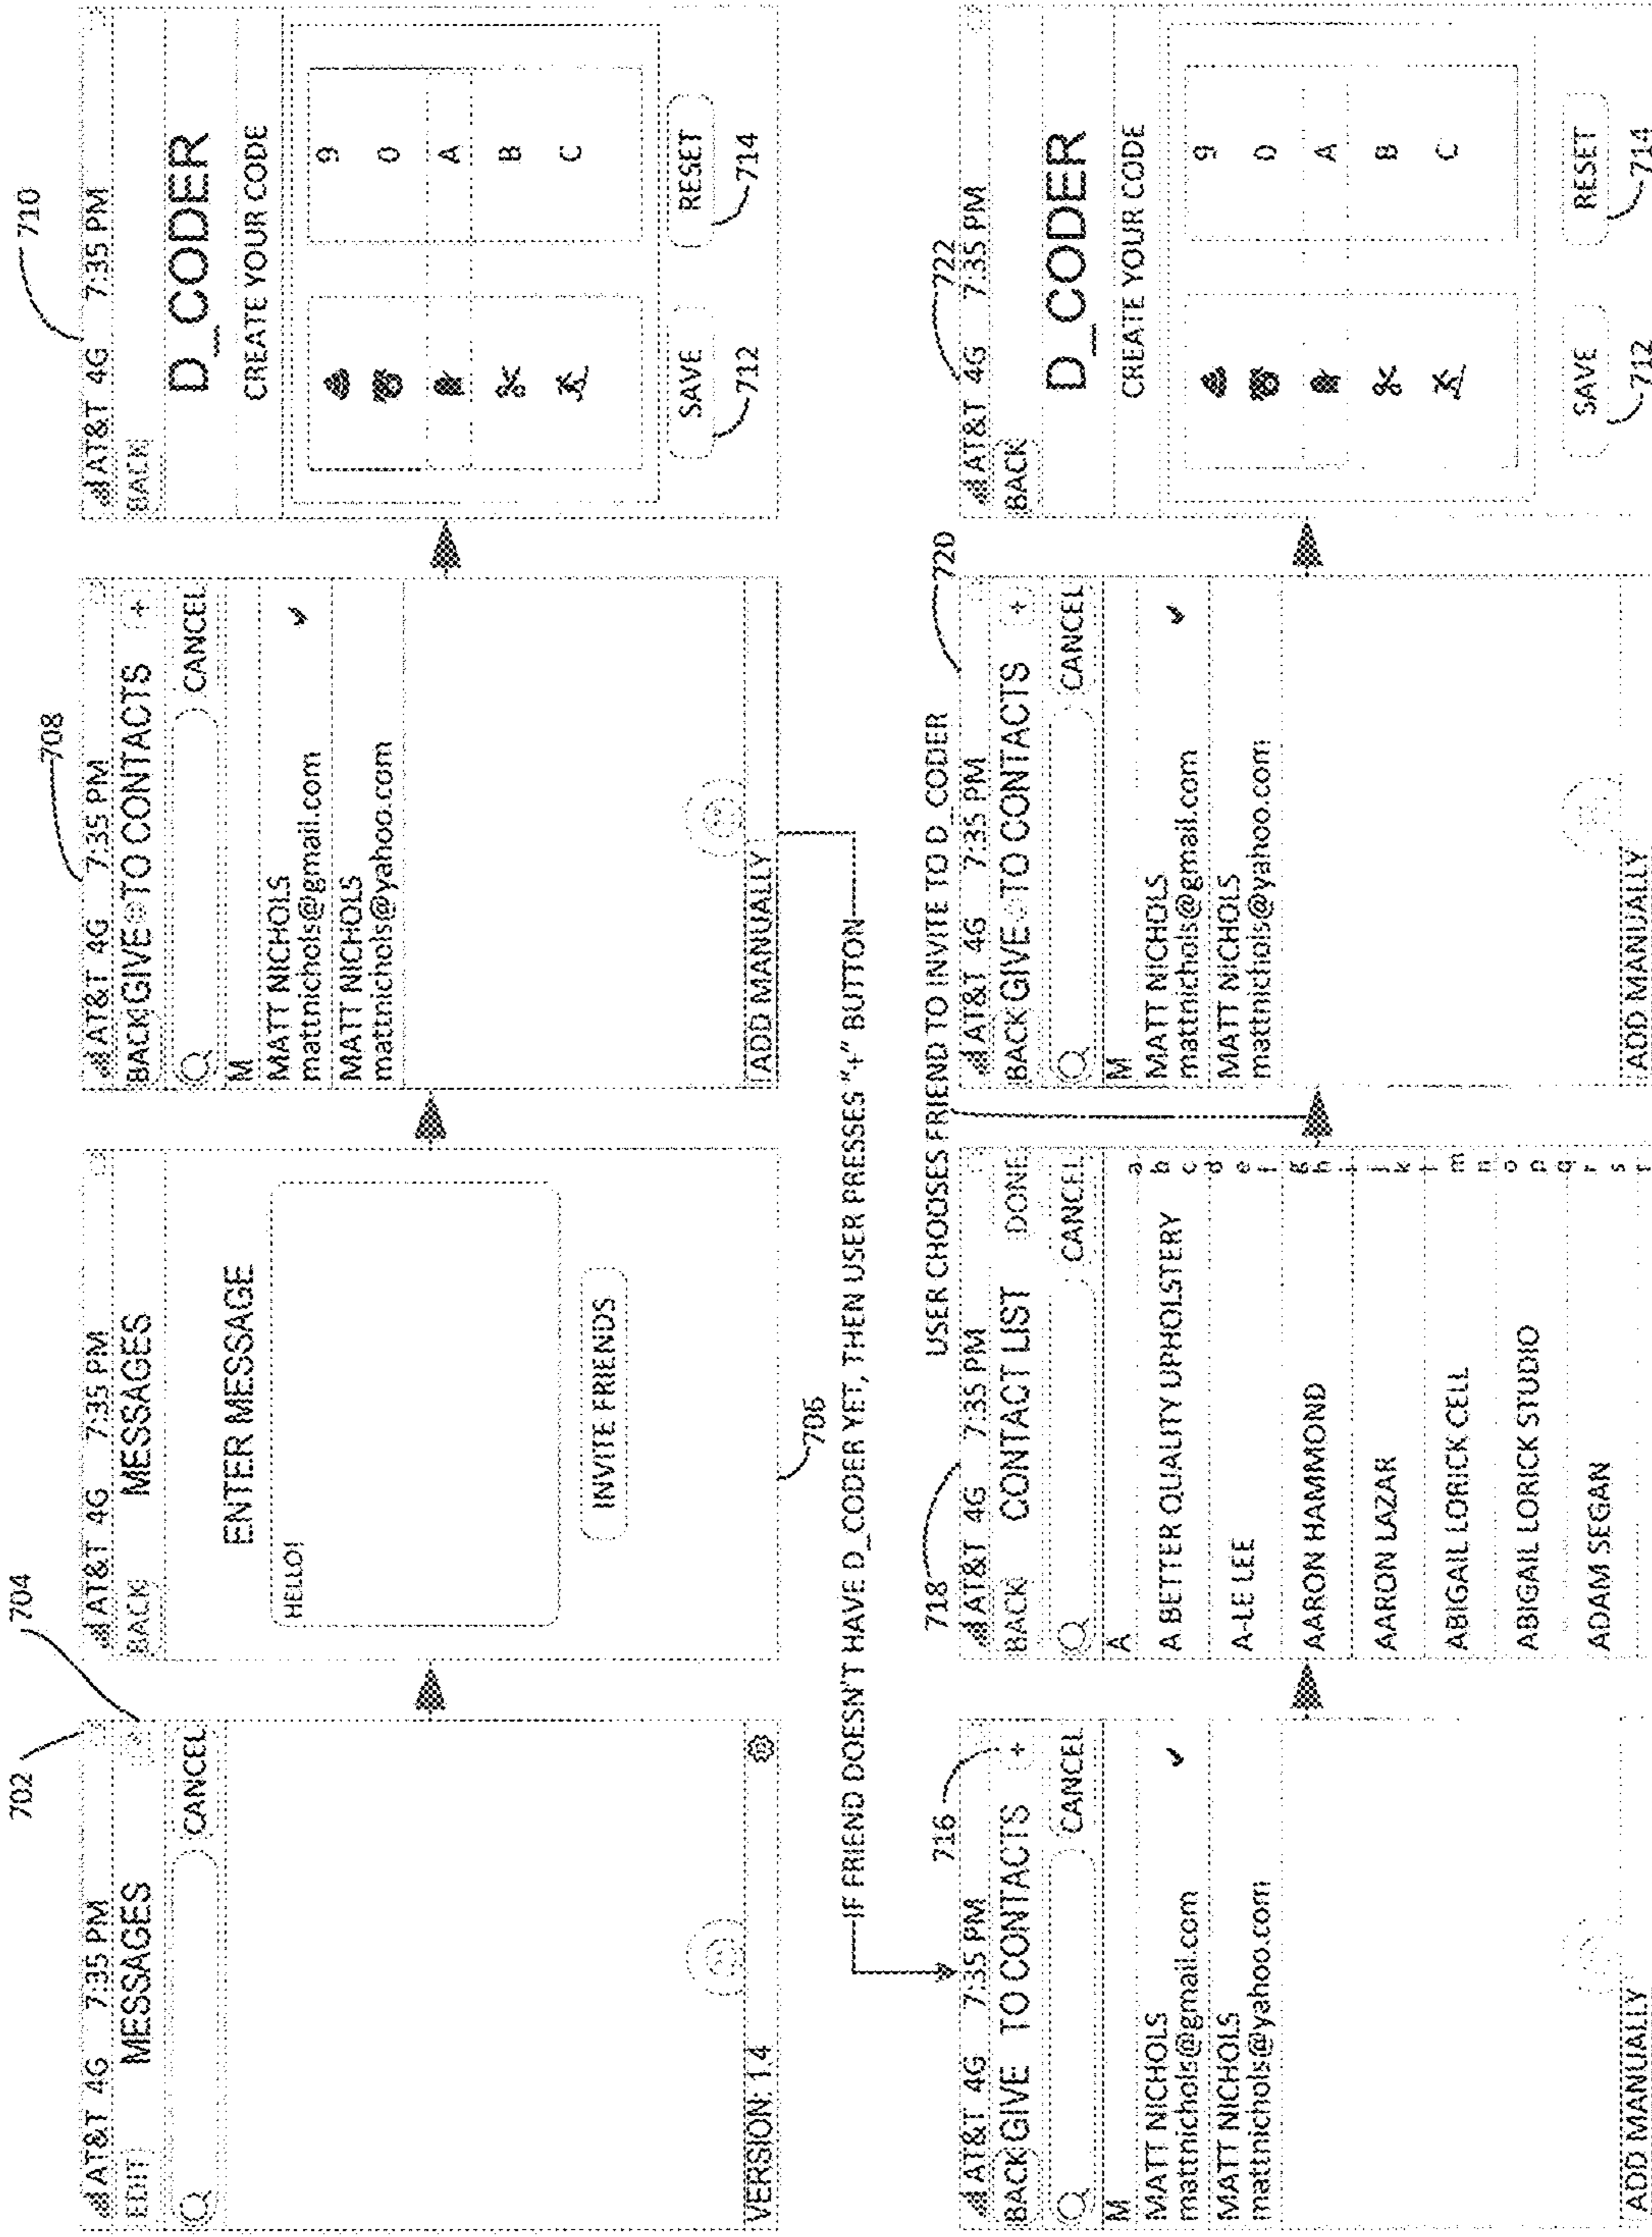 702
704
AT&T 4G 7:35 PM
EDIT MESSAGES
CANCEL
VERSION: 1.4
AT&T 4G 7:35 PM
BACK MESSAGES
ENTER MESSAGE
HELLO!
INVITE FRIENDS
706
708
AT&T 4G 7:35 PM
BACK GIVE TO CONTACTS +
CANCEL
M
MATT NICHOLS
mattnichols@gmail.com
MATT NICHOLS
mattnichols@yahoo.com
ADD MANUALLY
710
AT&T 4G 7:35 PM
BACK
D_CODER
CREATE YOUR CODE
9
0
A
B
C
SAVE RESET
712 714
IF FRIEND DOESN'T HAVE D_CODER YET, THEN USER PRESSES "+" BUTTON
716
AT&T 4G 7:35 PM
BACK GIVE TO CONTACTS +
CANCEL
M
MATT NICHOLS
mattnichols@gmail.com
MATT NICHOLS
mattnichols@yahoo.com
ADD MANUALLY
USER CHOOSES FRIEND TO INVITE TO D_CODER
718
AT&T 4G 7:35 PM
BACK CONTACT LIST DONE
CANCEL
A
A BETTER QUALITY UPHOLSTERY
A-LE LEE
AARON HAMMOND
AARON LAZAR
ABIGAIL LORICK CELL
ABIGAIL LORICK STUDIO
ADAM SEGAN
a
b
c
d
e
f
g
h
i
j
k
l
m
n
o
q
r
s
720
AT&T 4G 7:35 PM
BACK GIVE TO CONTACTS +
CANCEL
M
MATT NICHOLS
mattnichols@gmail.com
MATT NICHOLS
mattnichols@yahoo.com
ADD MANUALLY
722
AT&T 4G 7:35 PM
BACK
D_CODER
CREATE YOUR CODE
9
0
A
B
C
SAVE RESET
712 714